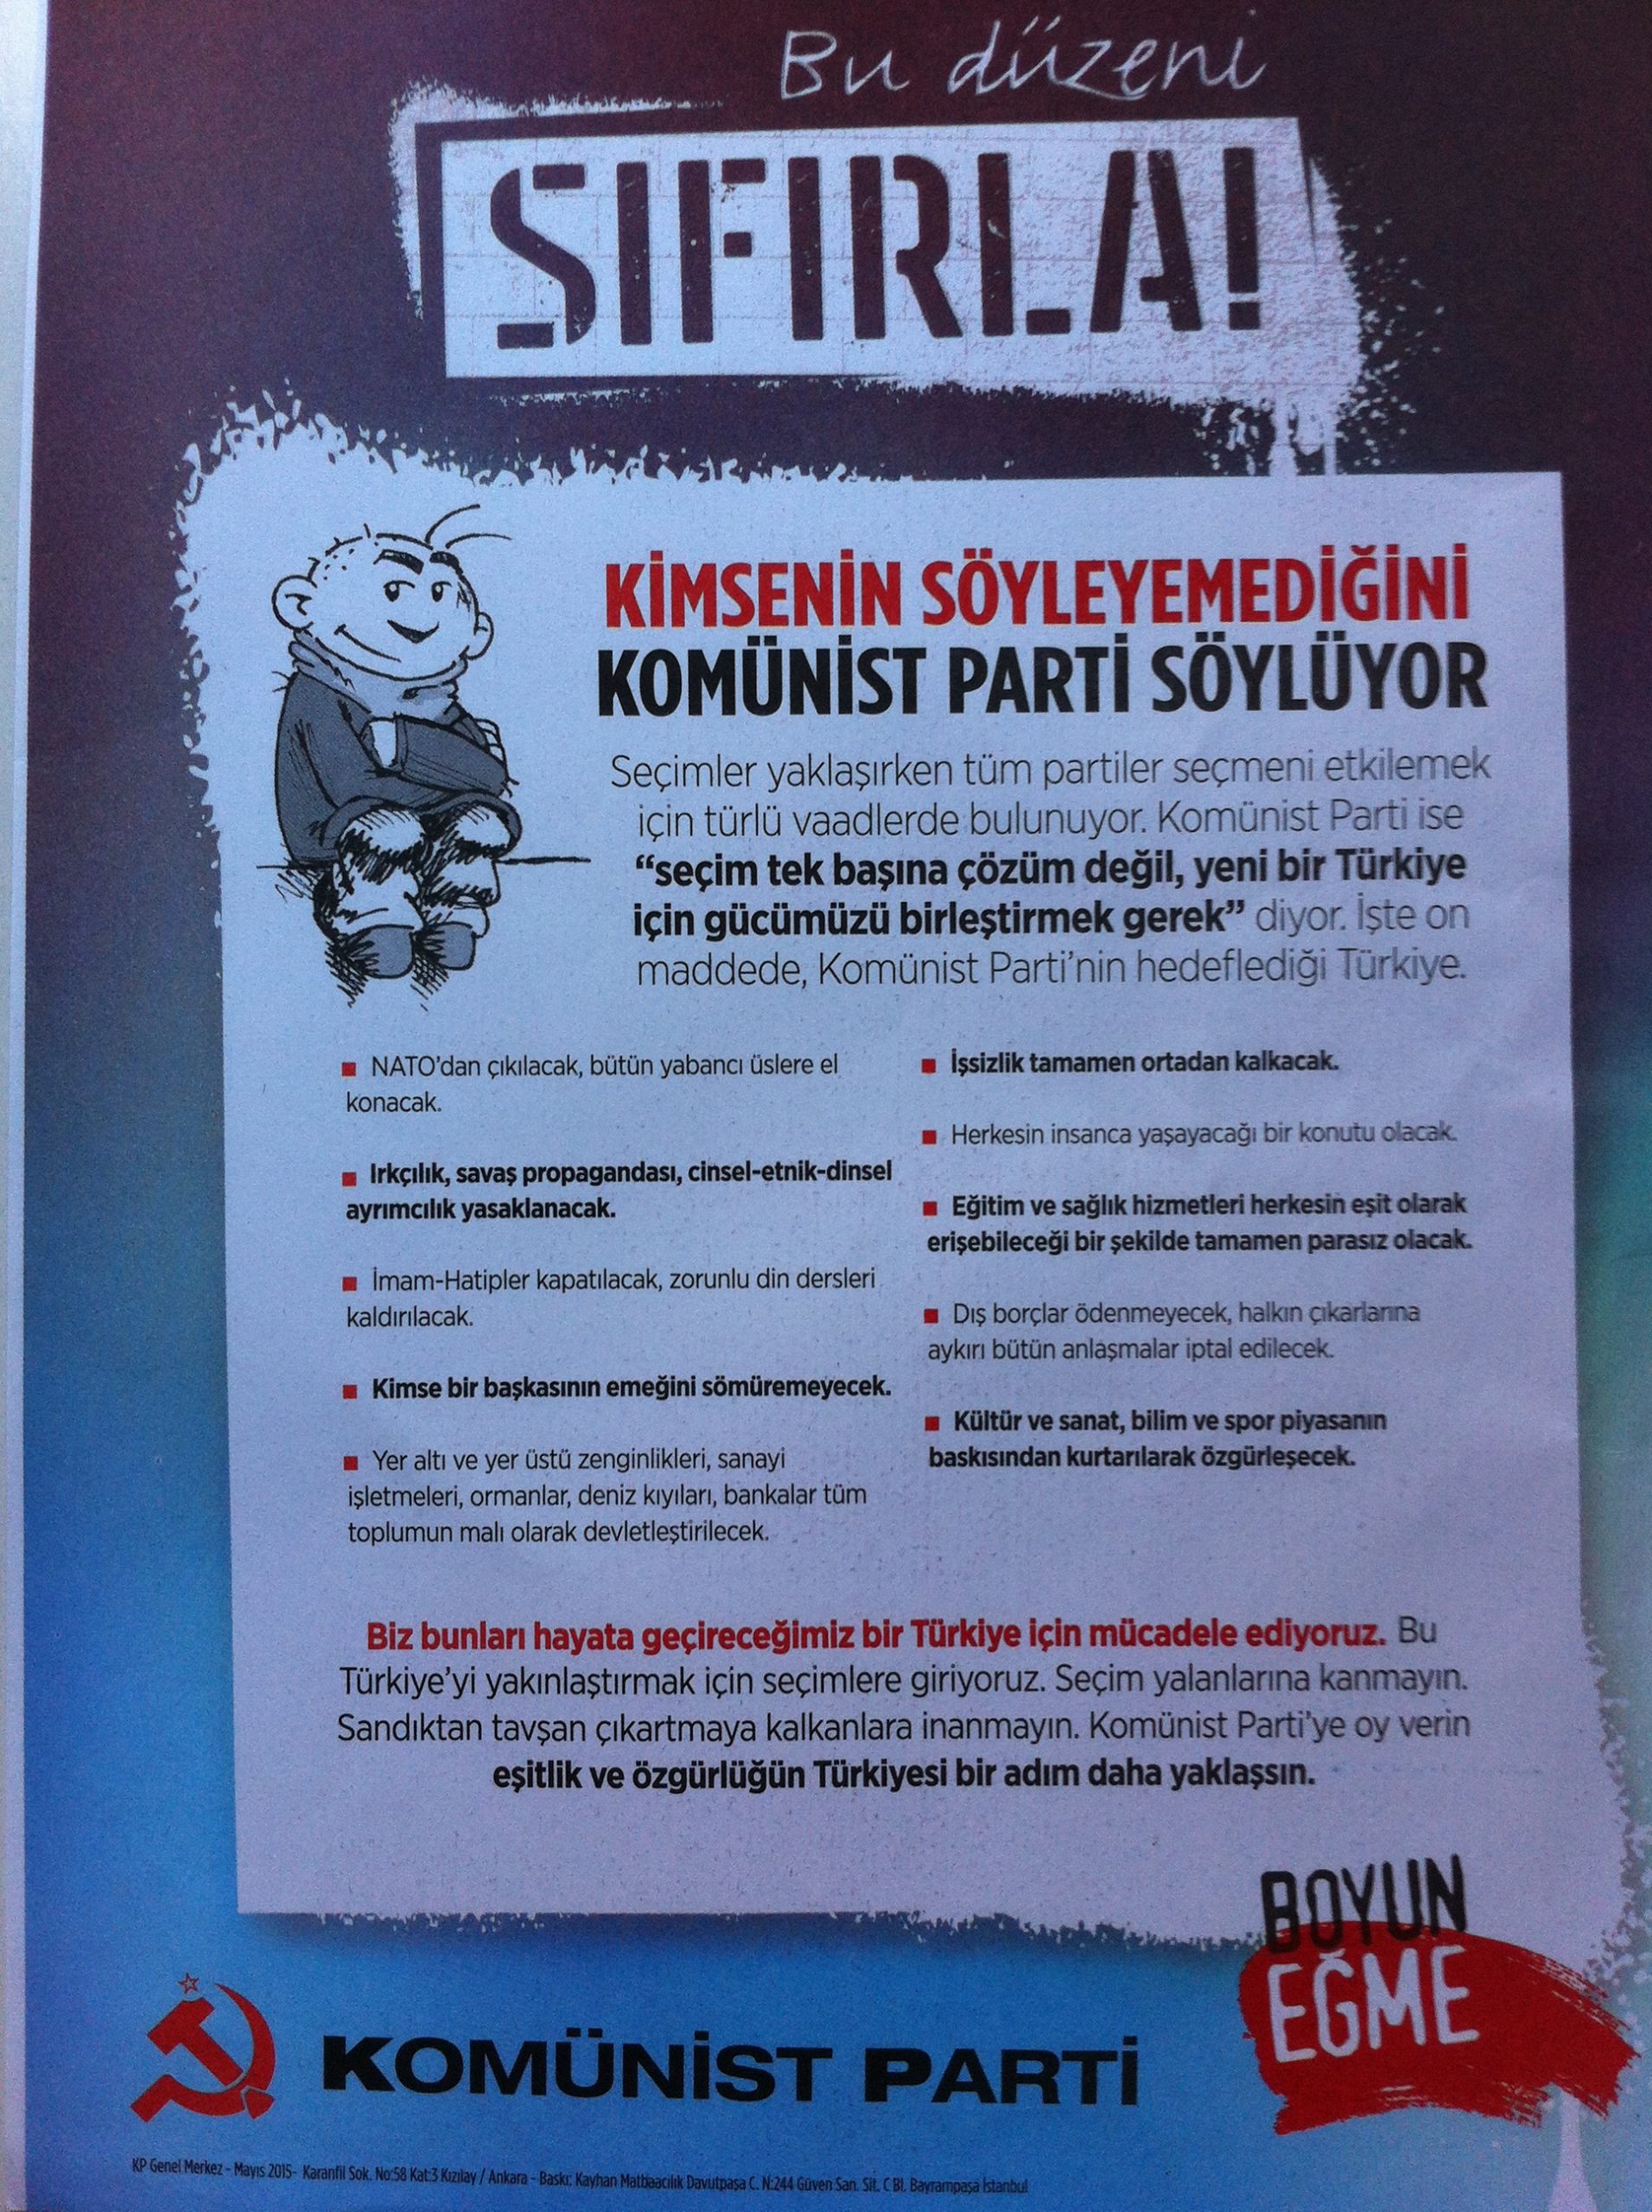 Bu düzeni
SIFIRLA!
KİMSENİN SÖYLEYEMEDİĞİNİ
KOMÜNİST PARTİ SÖYLÜYOR
Seçimler yaklaşırken tüm partiler seçmeni etkilemek
için türlü vaadlerde bulunuyor. Komünist Parti ise
“seçim tek başına çözüm değil, yeni bir Türkiye
için gücümüzü birleştirmek gerek” diyor. İşte on
maddede, Komünist Parti’nin hedeflediği Türkiye.
■ NATO’dan çıkılacak, bütün yabancı üslere el
konacak.
■ Irkçılık, savaş propagandası, cinsel-etnik-dinsel
ayrımcılık yasaklanacak.
■ İmam-Hatipler kapatılacak, zorunlu din dersleri
kaldırılacak.
■ Kimse bir başkasının emeğini sömüremeyecek.
■ Yer altı ve yer üstü zenginlikleri, sanayi
işletmeleri, ormanlar, deniz kıyıları, bankalar tüm
toplumun malı olarak devletleştirilecek.
■ İşsizlik tamamen ortadan kalkacak.
■ Herkesin insanca yaşayacağı bir konutu olacak.
■ Eğitim ve sağlık hizmetleri herkesin eşit olarak
erişebileceği bir şekilde tamamen parasız olacak.
■ Dış borçlar ödenmeyecek, halkın çıkarlarına
aykırı bütün anlaşmalar iptal edilecek.
■ Kültür ve sanat, bilim ve spor piyasanın
baskısından kurtarılarak özgürleşecek.
Biz bunları hayata geçireceğimiz bir Türkiye için mücadele ediyoruz. Bu
Türkiye’yi yakınlaştırmak için seçimlere giriyoruz. Seçim yalanlarına kanmayın.
Sandıktan tavşan çıkartmaya kalkanlara inanmayın. Komünist Parti’ye oy verin
eşitlik ve özgürlüğün Türkiyesi bir adım daha yaklaşsın.
BOYUN
EĞME
KOMÜNİST PARTİ
KP Genel Merkez - Mayıs 2015- Karanfil Sok. No:58 Kat:3 Kızılay / Ankara - Baskı: Kayhan Matbaacılık Davutpaşa C. N:244 Güven San. Sit. C Bl. Bayrampaşa İstanbul